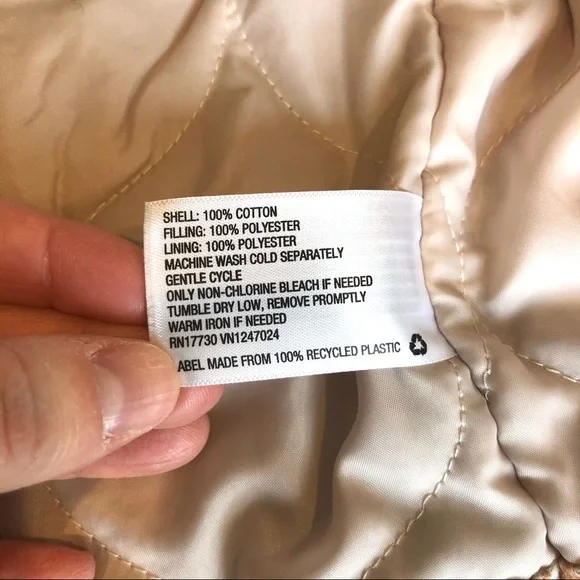 SHELL: 100% COTTON
FILLING: 100% POLYESTER
LINING: 100% POLYESTER
MACHINE WASH COLD SEPARATELY
GENTLE CYCLE
ONLY NON-CHLORINE BLEACH IF NEEDED
TUMBLE DRY LOW, REMOVE PROMPTLY
WARM IRON IF NEEDED
RN17730 VN1247024
ABEL MADE FROM 100% RECYCLED PLASTIC